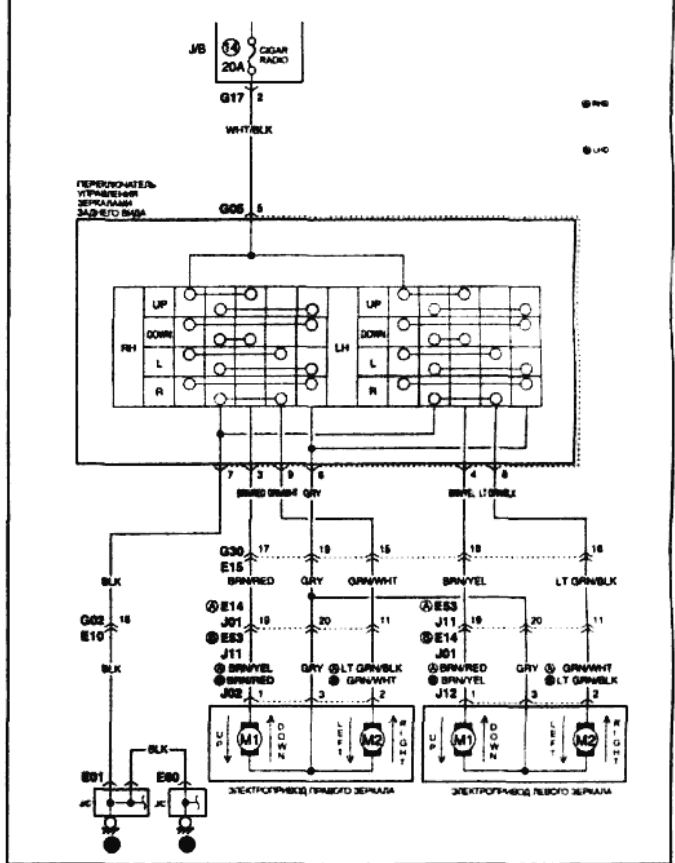 J/B
14
20A
CIGAR
RADIO
G17 2
WHT/BLK
Ⓐ RHD
Ⓑ LHD
ПЕРЕКЛЮЧАТЕЛЬ
УПРАВЛЕНИЯ
ЗЕРКАЛАМИ
ЗАДНЕГО ВИДА
G05 5
RH
UP
DOWN
L
R
LH
UP
DOWN
L
R
7 3 9 6 4 8
BRN/RED GRN/WHT GRY BRN/YEL LT GRN/BLK
G30 17 19 15 18 16
E15
BLK BRN/RED GRY GRN/WHT BRN/YEL LT GRN/BLK
G02 16
E10
Ⓐ E14 Ⓐ E53
J01 19 20 11 J11 19 20 11
Ⓑ E53 Ⓑ E14
J11 J01
BLK
Ⓐ BRN/YEL GRY Ⓐ LT GRN/BLK Ⓐ BRN/RED GRY Ⓐ GRN/WHT
BRN/RED GRN/WHT BRN/YEL LT GRN/BLK
J02 1 3 2 J12 1 3 2
UP M1 DOWN LEFT M2 RIGHT
UP M1 DOWN LEFT M2 RIGHT
BLK
E01 E60
J/C J/C
ЭЛЕКТРОПРИВОД ПРАВОГО ЗЕРКАЛА
ЭЛЕКТРОПРИВОД ЛЕВОГО ЗЕРКАЛА